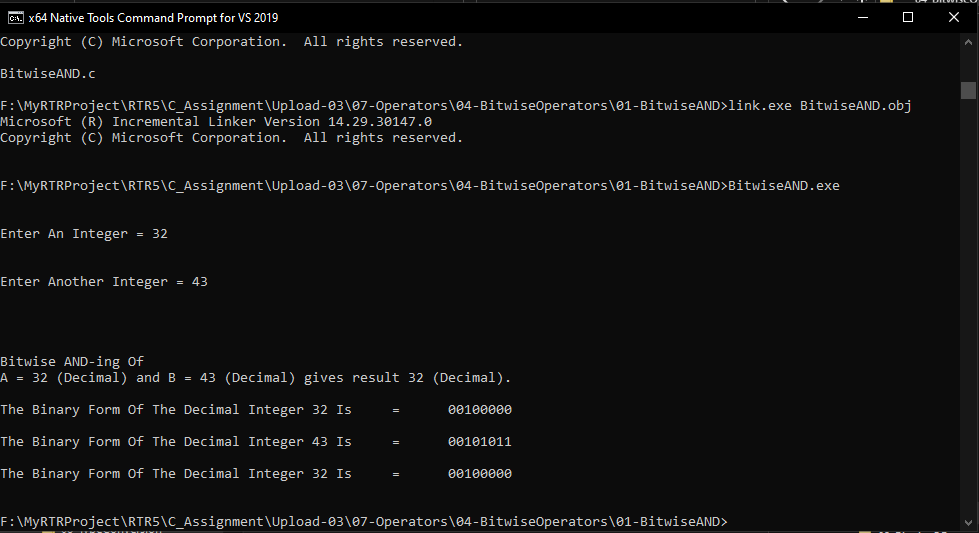 x64 Native Tools Command Prompt for VS 2019
Copyright (C) Microsoft Corporation.  All rights reserved.
BitwiseAND.c
F:\MyRTRProject\RTR5\C_Assignment\Upload-03\07-Operators\04-BitwiseOperators\01-BitwiseAND>link.exe BitwiseAND.obj
Microsoft (R) Incremental Linker Version 14.29.30147.0
Copyright (C) Microsoft Corporation.  All rights reserved.
F:\MyRTRProject\RTR5\C_Assignment\Upload-03\07-Operators\04-BitwiseOperators\01-BitwiseAND>BitwiseAND.exe
Enter An Integer = 32
Enter Another Integer = 43
Bitwise AND-ing Of
A = 32 (Decimal) and B = 43 (Decimal) gives result 32 (Decimal).
The Binary Form Of The Decimal Integer 32 Is     =      00100000
The Binary Form Of The Decimal Integer 43 Is     =      00101011
The Binary Form Of The Decimal Integer 32 Is     =      00100000
F:\MyRTRProject\RTR5\C_Assignment\Upload-03\07-Operators\04-BitwiseOperators\01-BitwiseAND>